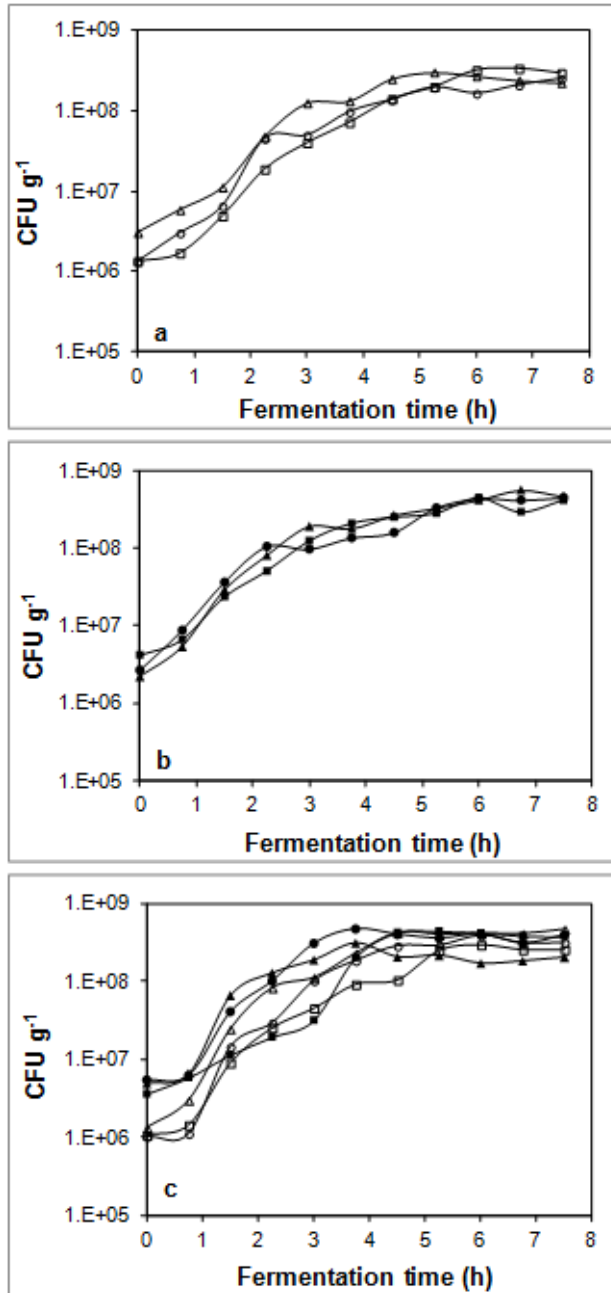 1.E+09
1.E+08
1.E+07
1.E+06
1.E+05
CFU g-1
a
0 1 2 3 4 5 6 7 8
Fermentation time (h)
1.E+09
1.E+08
1.E+07
1.E+06
1.E+05
CFU g-1
b
0 1 2 3 4 5 6 7 8
Fermentation time (h)
1.E+09
1.E+08
1.E+07
1.E+06
1.E+05
CFU g-1
c
0 1 2 3 4 5 6 7 8
Fermentation time (h)